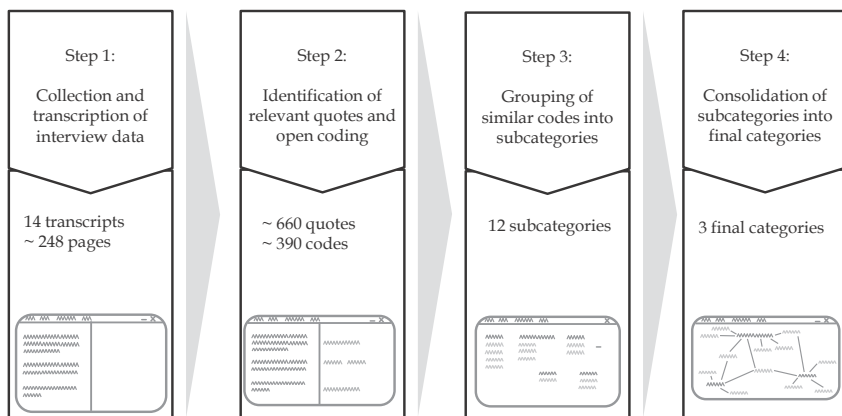 Step 1:
Collection and
transcription of
interview data
14 transcripts
~ 248 pages
Step 2:
Identification of
relevant quotes and
open coding
~ 660 quotes
~ 390 codes
Step 3:
Grouping of
similar codes into
subcategories
12 subcategories
Step 4:
Consolidation of
subcategories into
final categories
3 final categories